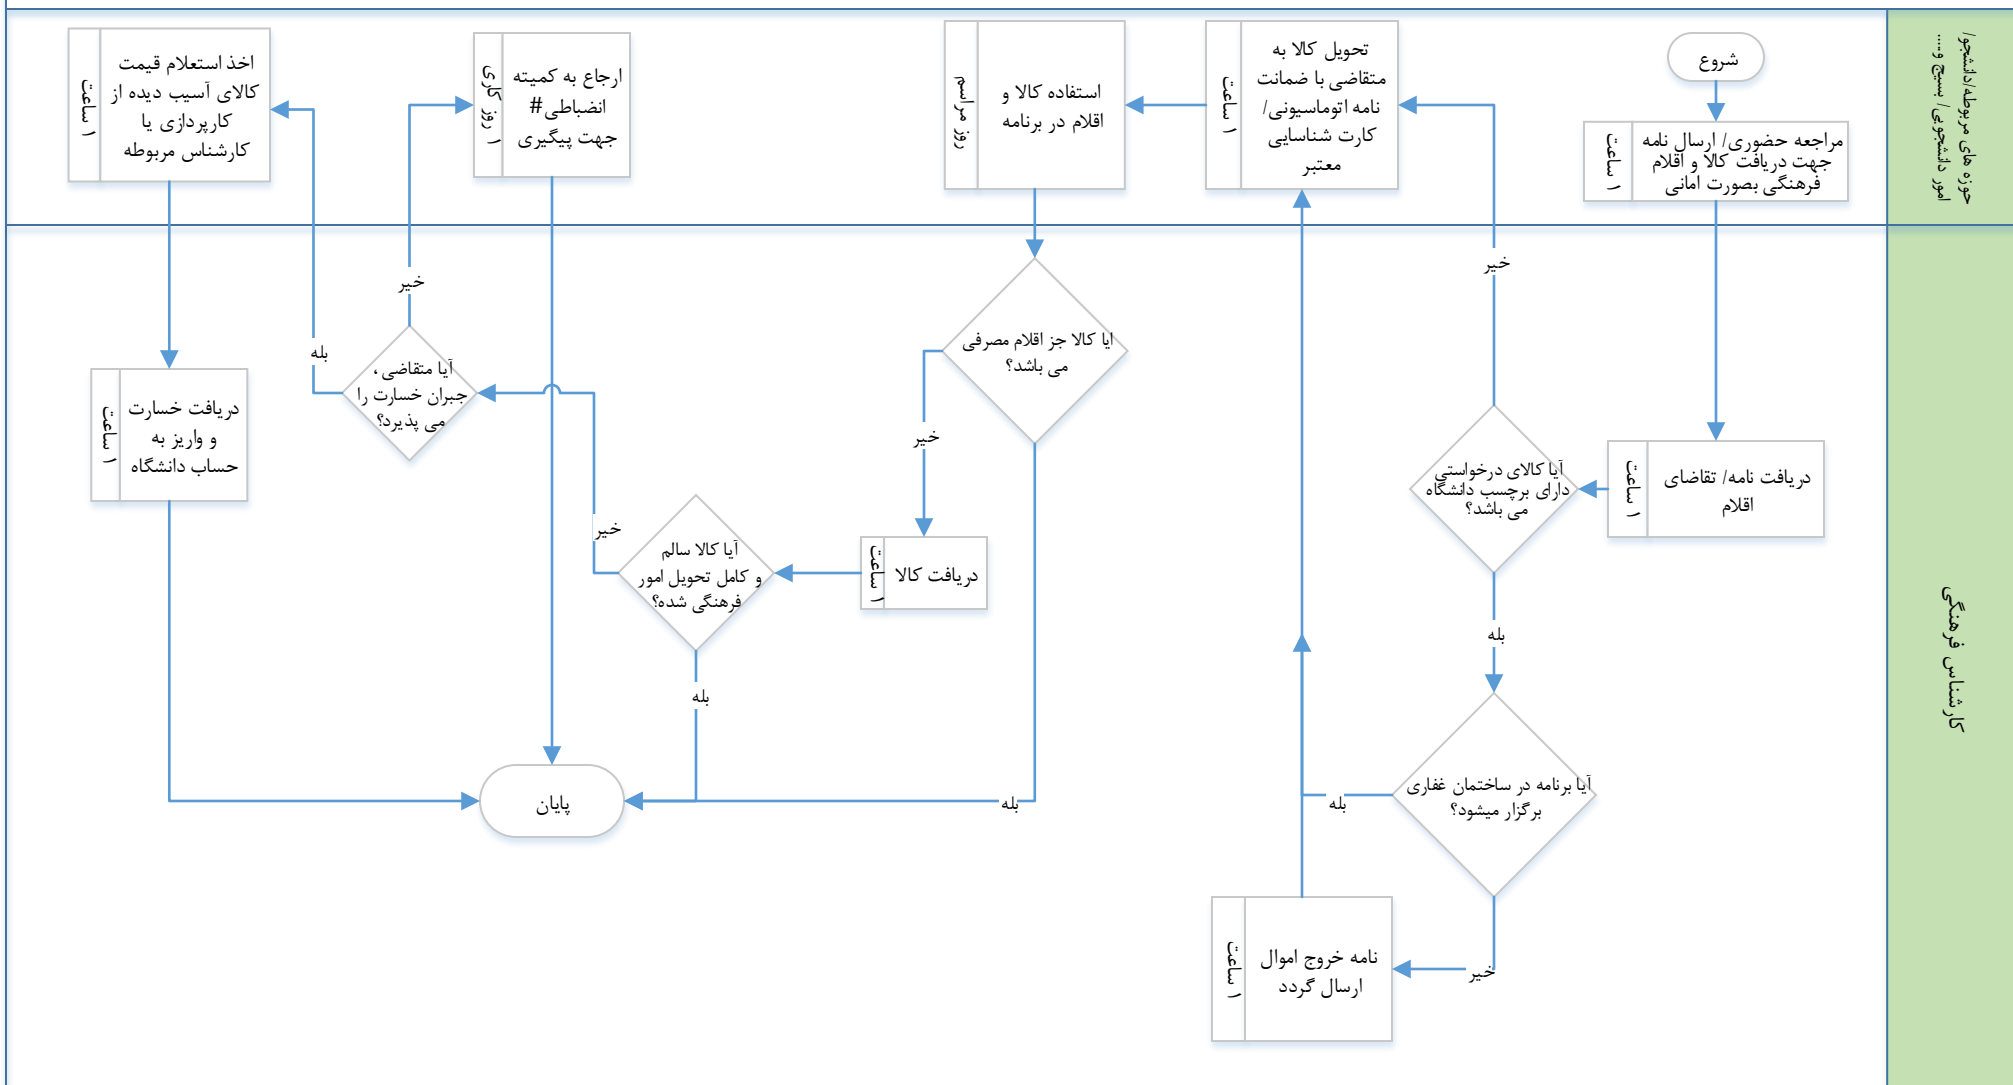 حوزه های مربوطه/دانشجو/
امور دانشجویی/ بسیج و....
شروع
مراجعه حضوری/ ارسال نامه
جهت دریافت کالا و اقلام
فرهنگی بصورت امانی
۱ ساعت
تحویل کالا به
متقاضی با ضمانت
نامه اتوماسیونی/
کارت شناسایی
معتبر
۱ ساعت
استفاده کالا و
اقلام در برنامه
روز مراسم
ارجاع به کمیته
انضباطی#
جهت پیگیری
۱ روز کاری
اخذ استعلام قیمت
کالای آسیب دیده از
کارپردازی یا
کارشناس مربوطه
۱ ساعت
کارشناس فرهنگی
دریافت نامه/ تقاضای
اقلام
۱ ساعت
آیا کالای درخواستی
دارای برچسب دانشگاه
می باشد؟
خیر
بله
آیا برنامه در ساختمان غفاری
برگزار میشود؟
بله
خیر
نامه خروج اموال
ارسال گردد
۱ ساعت
ایا کالا جز اقلام مصرفی
می باشد؟
خیر
بله
دریافت کالا
۱ ساعت
آیا کالا سالم
و کامل تحویل امور
فرهنگی شده؟
خیر
بله
آیا متقاضی ،
جبران خسارت را
می پذیرد؟
خیر
بله
دریافت خسارت
و واریز به
حساب دانشگاه
۱ ساعت
پایان